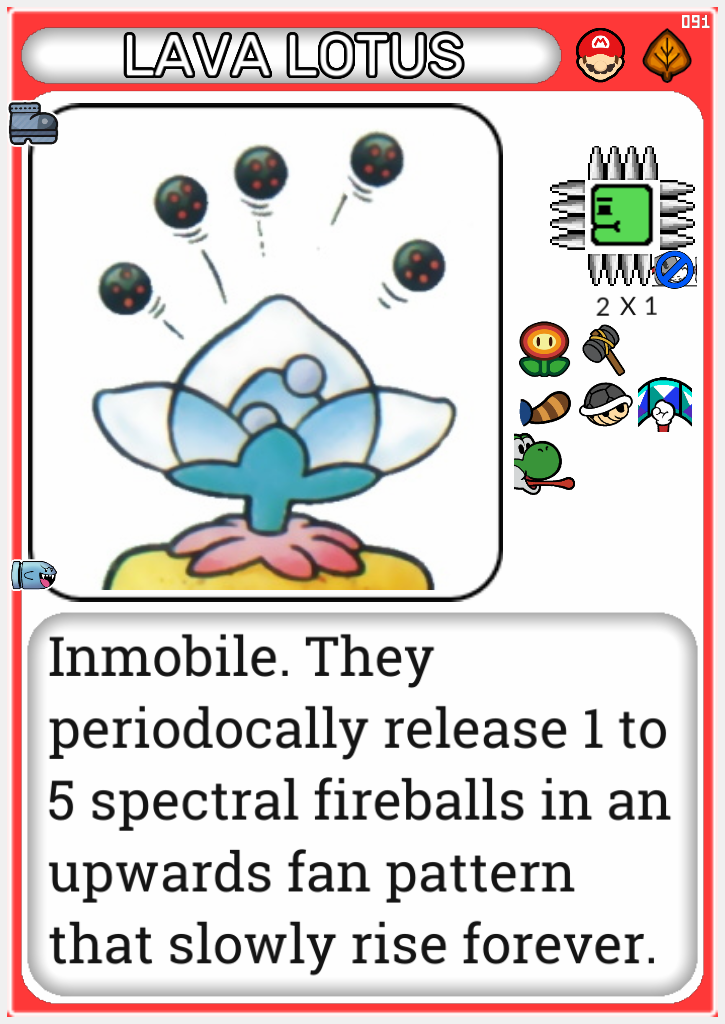 091
LAVA LOTUS
2 X 1
Inmobile. They
periodocally release 1 to
5 spectral fireballs in an
upwards fan pattern
that slowly rise forever.